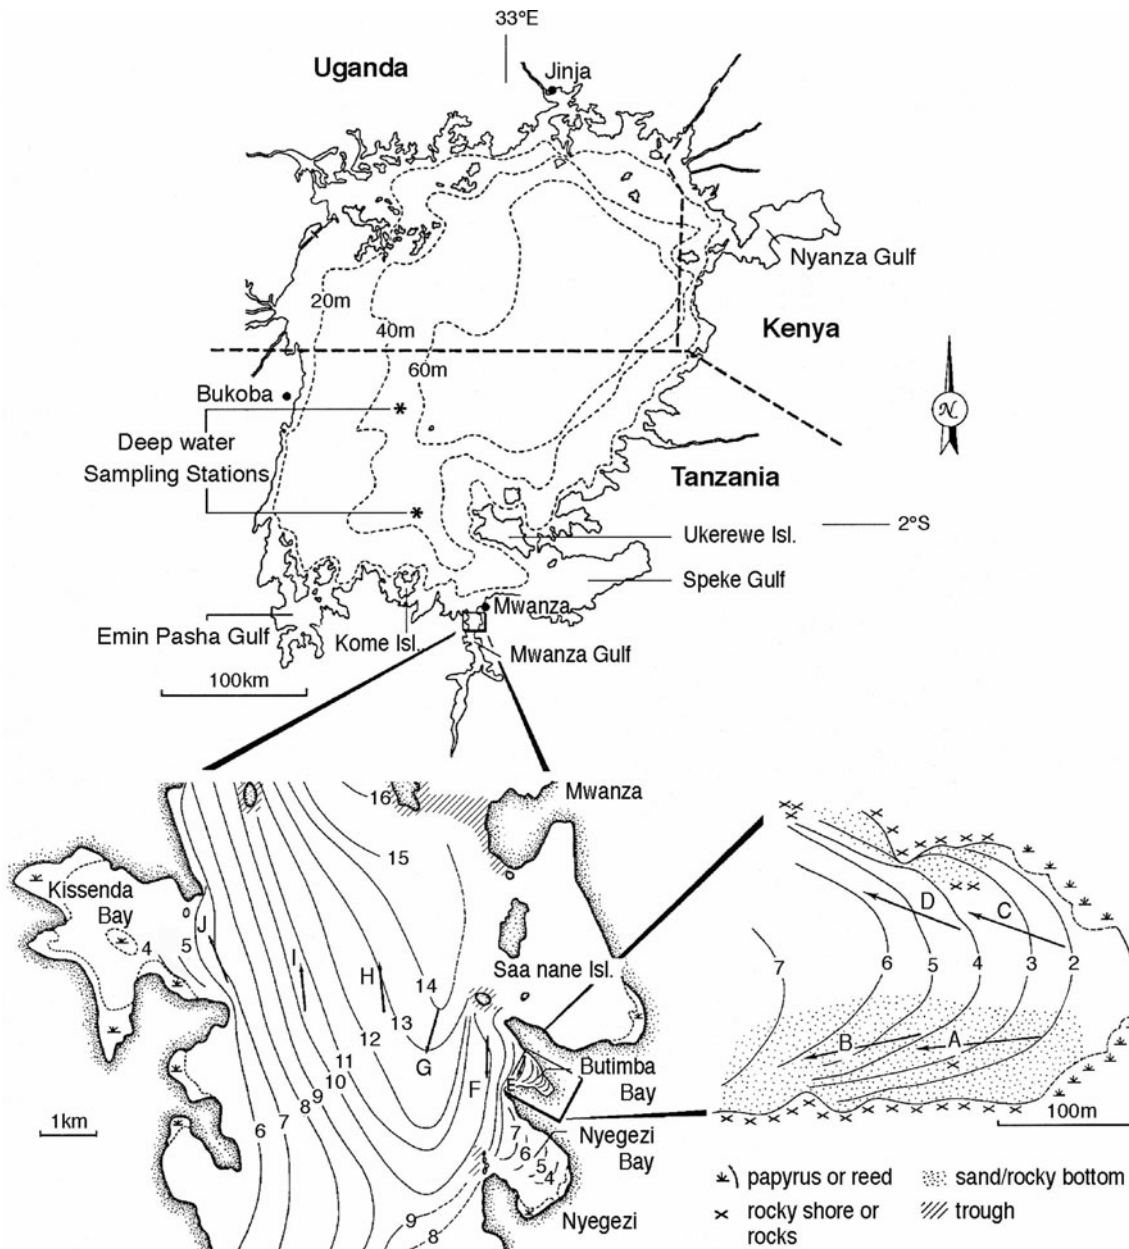 33°E
Uganda
Jinja
Nyanza Gulf
20m
40m
Kenya
60m
Bukoba
N
Deep water
Sampling Stations
Tanzania
2°S
Ukerewe Isl.
Speke Gulf
Mwanza
Emin Pasha Gulf
Kome Isl.
Mwanza Gulf
100km
16
Mwanza
15
Kissenda
Bay
4
5
J
I
H
14
Saa nane Isl.
13
12
G
11
10
9
8
7
6
F
E
Butimba
Bay
1km
7
6
5
4
Nyegezi
Bay
9
8
Nyegezi
D
C
7
6
5
4
3
2
B
A
100m
papyrus or reed
sand/rocky bottom
rocky shore or
rocks
trough